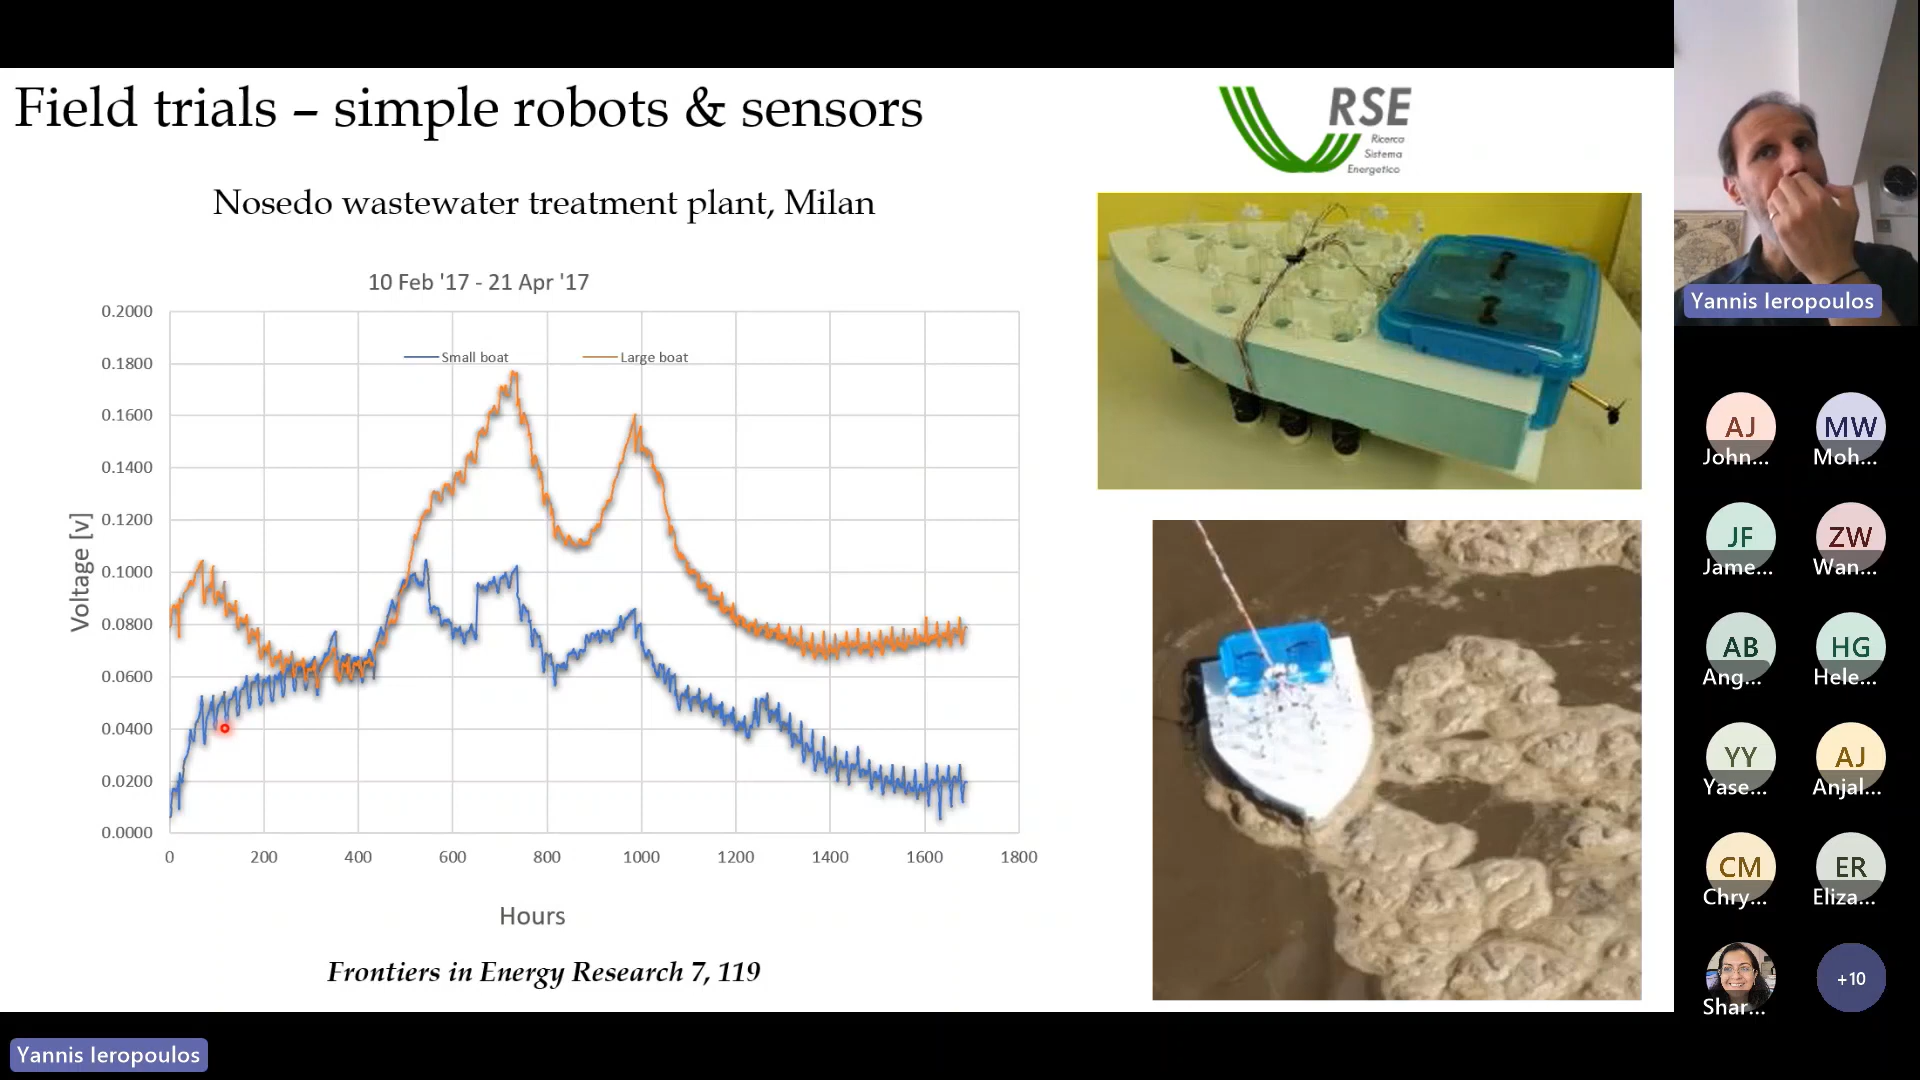 Field trials – simple robots & sensors
RSE
Ricerca
Sistema
Energetico
Nosedo wastewater treatment plant, Milan
10 Feb '17 - 21 Apr '17
Small boat
Large boat
Voltage [v]
0.2000
0.1800
0.1600
0.1400
0.1200
0.1000
0.0800
0.0600
0.0400
0.0200
0.0000
0 200 400 600 800 1000 1200 1400 1600 1800
Hours
Frontiers in Energy Research 7, 119
Yannis Ieropoulos
Yannis Ieropoulos
AJ MW
John... Moh...
JF ZW
Jame... Wan...
AB HG
Ang... Hele...
YY AJ
Yase... Anjal...
CM ER
Chry... Eliza...
+10
Shar...